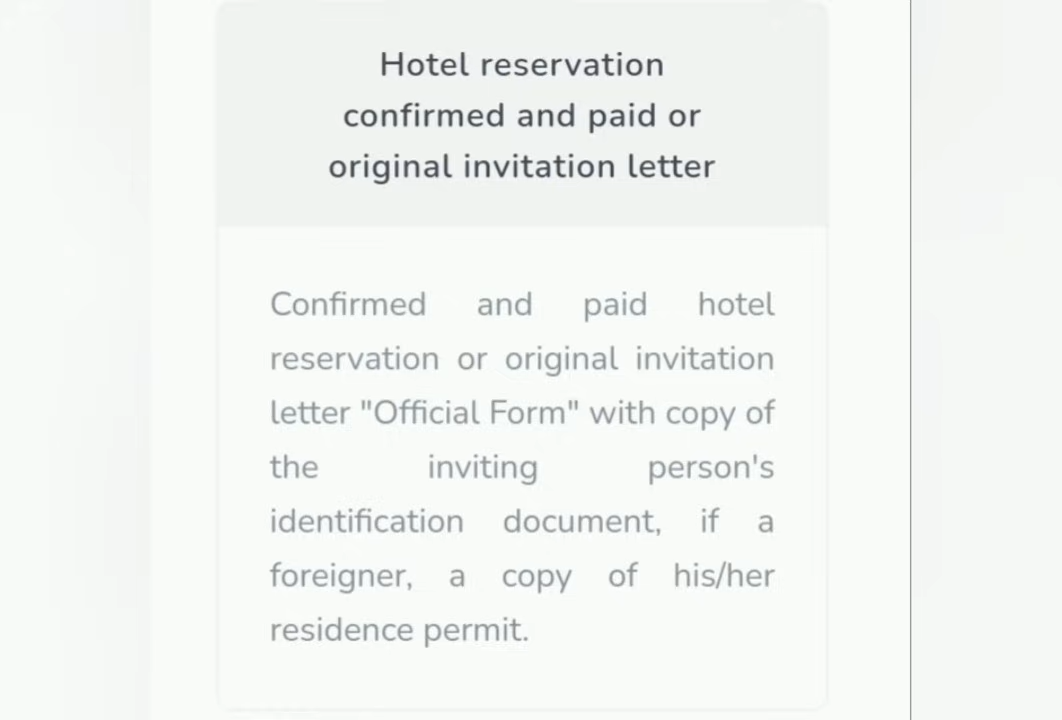 Hotel reservation
confirmed and paid or
original invitation letter
Confirmed and paid hotel
reservation or original invitation
letter "Official Form" with copy of
the inviting person's
identification document, if a
foreigner, a copy of his/her
residence permit.